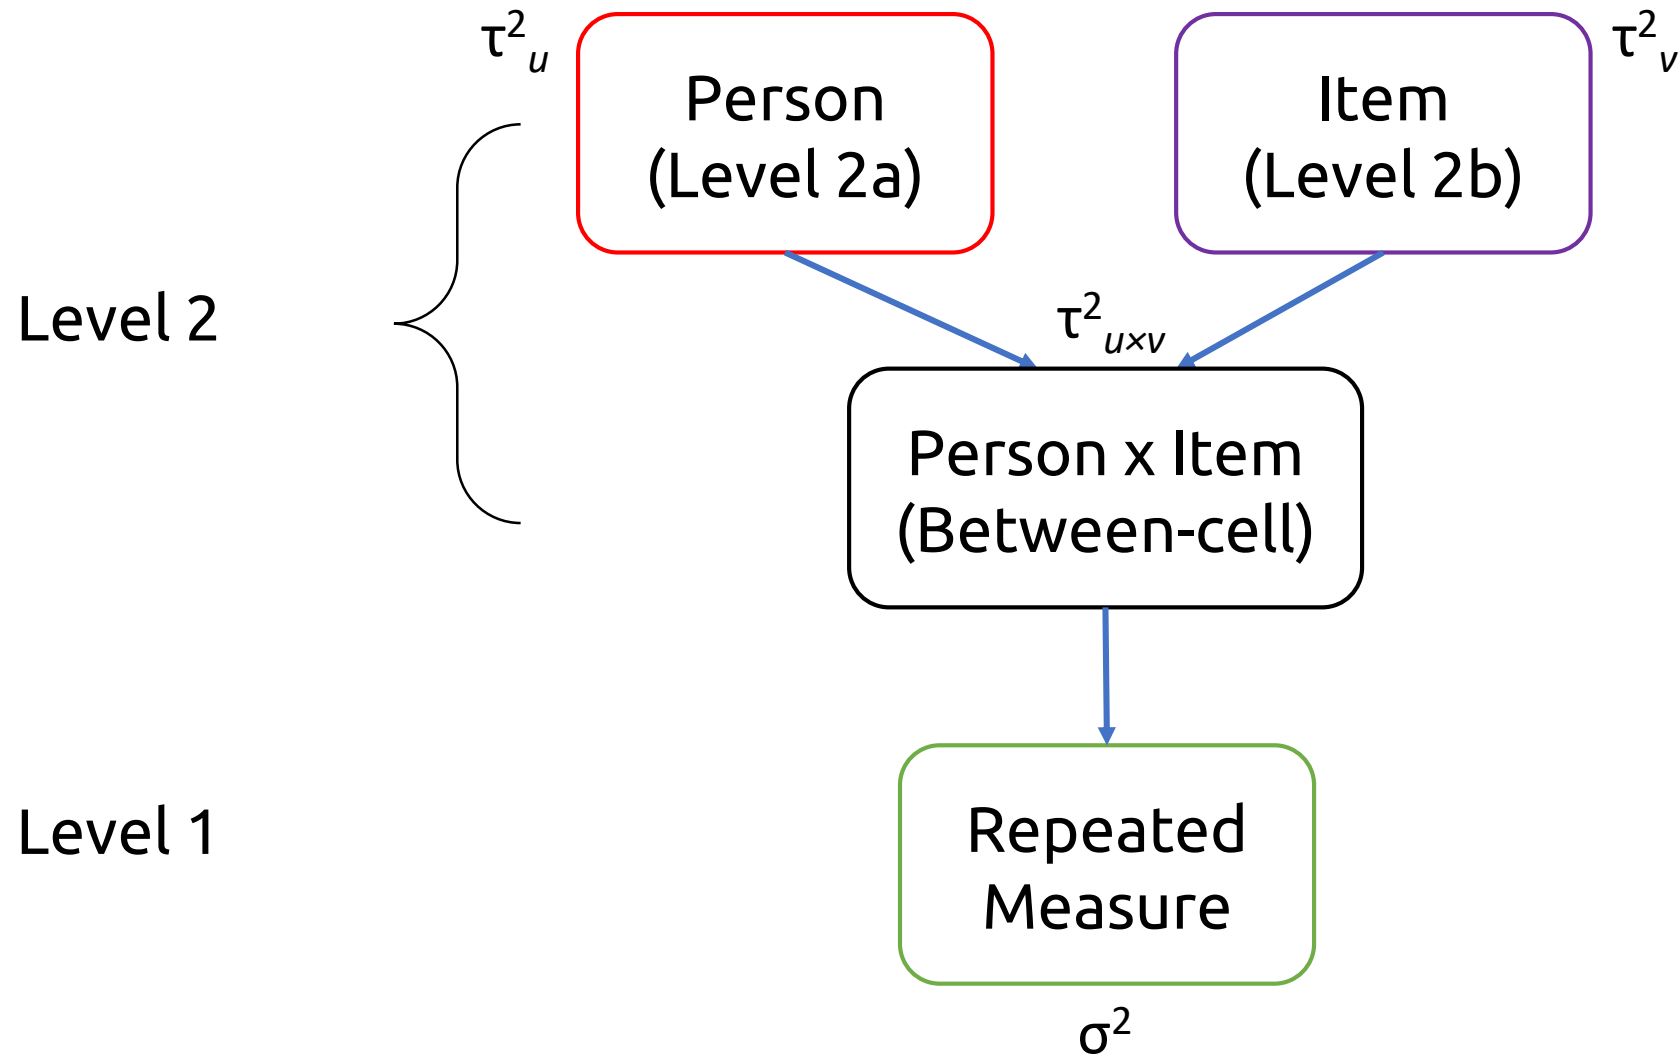 τ²ᵤ
Person
(Level 2a)
Item
(Level 2b)
τ²ᵥ
Level 2
τ²ᵤₓᵥ
Person x Item
(Between-cell)
Level 1
Repeated
Measure
σ²